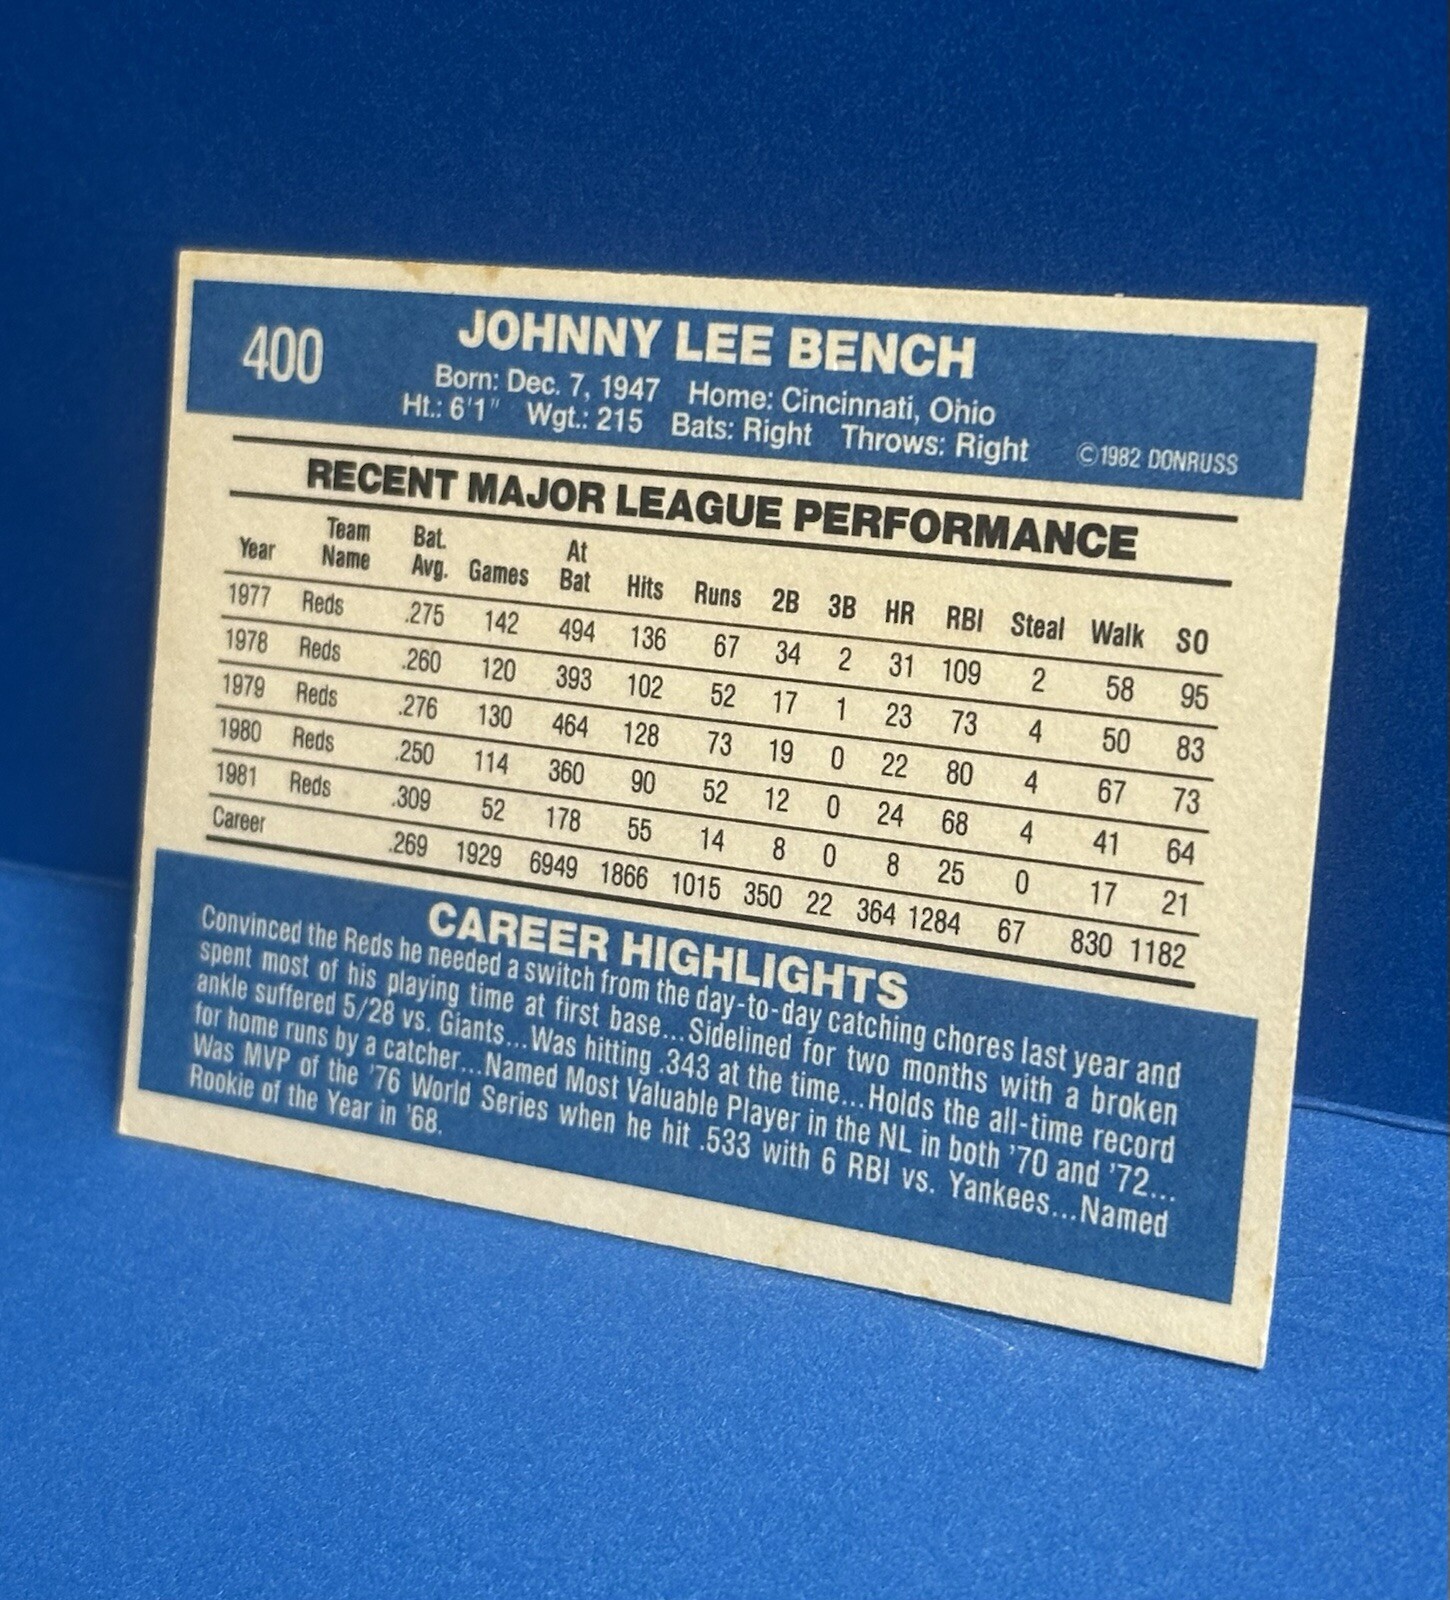 400
JOHNNY LEE BENCH
Born: Dec. 7, 1947 Home: Cincinnati, Ohio
Ht.: 6'1" Wgt.: 215 Bats: Right Throws: Right
©1982 DONRUSS
RECENT MAJOR LEAGUE PERFORMANCE
Year Team Name Bat. Avg. Games At Bat Hits Runs 2B 3B HR RBI Steal Walk SO
1977 Reds .275 142 494 136 67 34 2 31 109 2 58 95
1978 Reds .260 120 393 102 52 17 1 23 73 4 50 83
1979 Reds .276 130 464 128 73 19 0 22 80 4 67 73
1980 Reds .250 114 360 90 52 12 0 24 68 4 41 64
1981 Reds .309 52 178 55 14 8 0 8 25 0 17 21
Career .269 1929 6949 1866 1015 350 22 364 1284 67 830 1182
CAREER HIGHLIGHTS
Convinced the Reds he needed a switch from the day-to-day catching chores last year and
spent most of his playing time at first base...Sidelined for two months with a broken
ankle suffered 5/28 vs. Giants...Was hitting .343 at the time...Holds the all-time record
for home runs by a catcher...Named Most Valuable Player in the NL in both '70 and '72...
Was MVP of the '76 World Series when he hit .533 with 6 RBI vs. Yankees...Named
Rookie of the Year in '68.